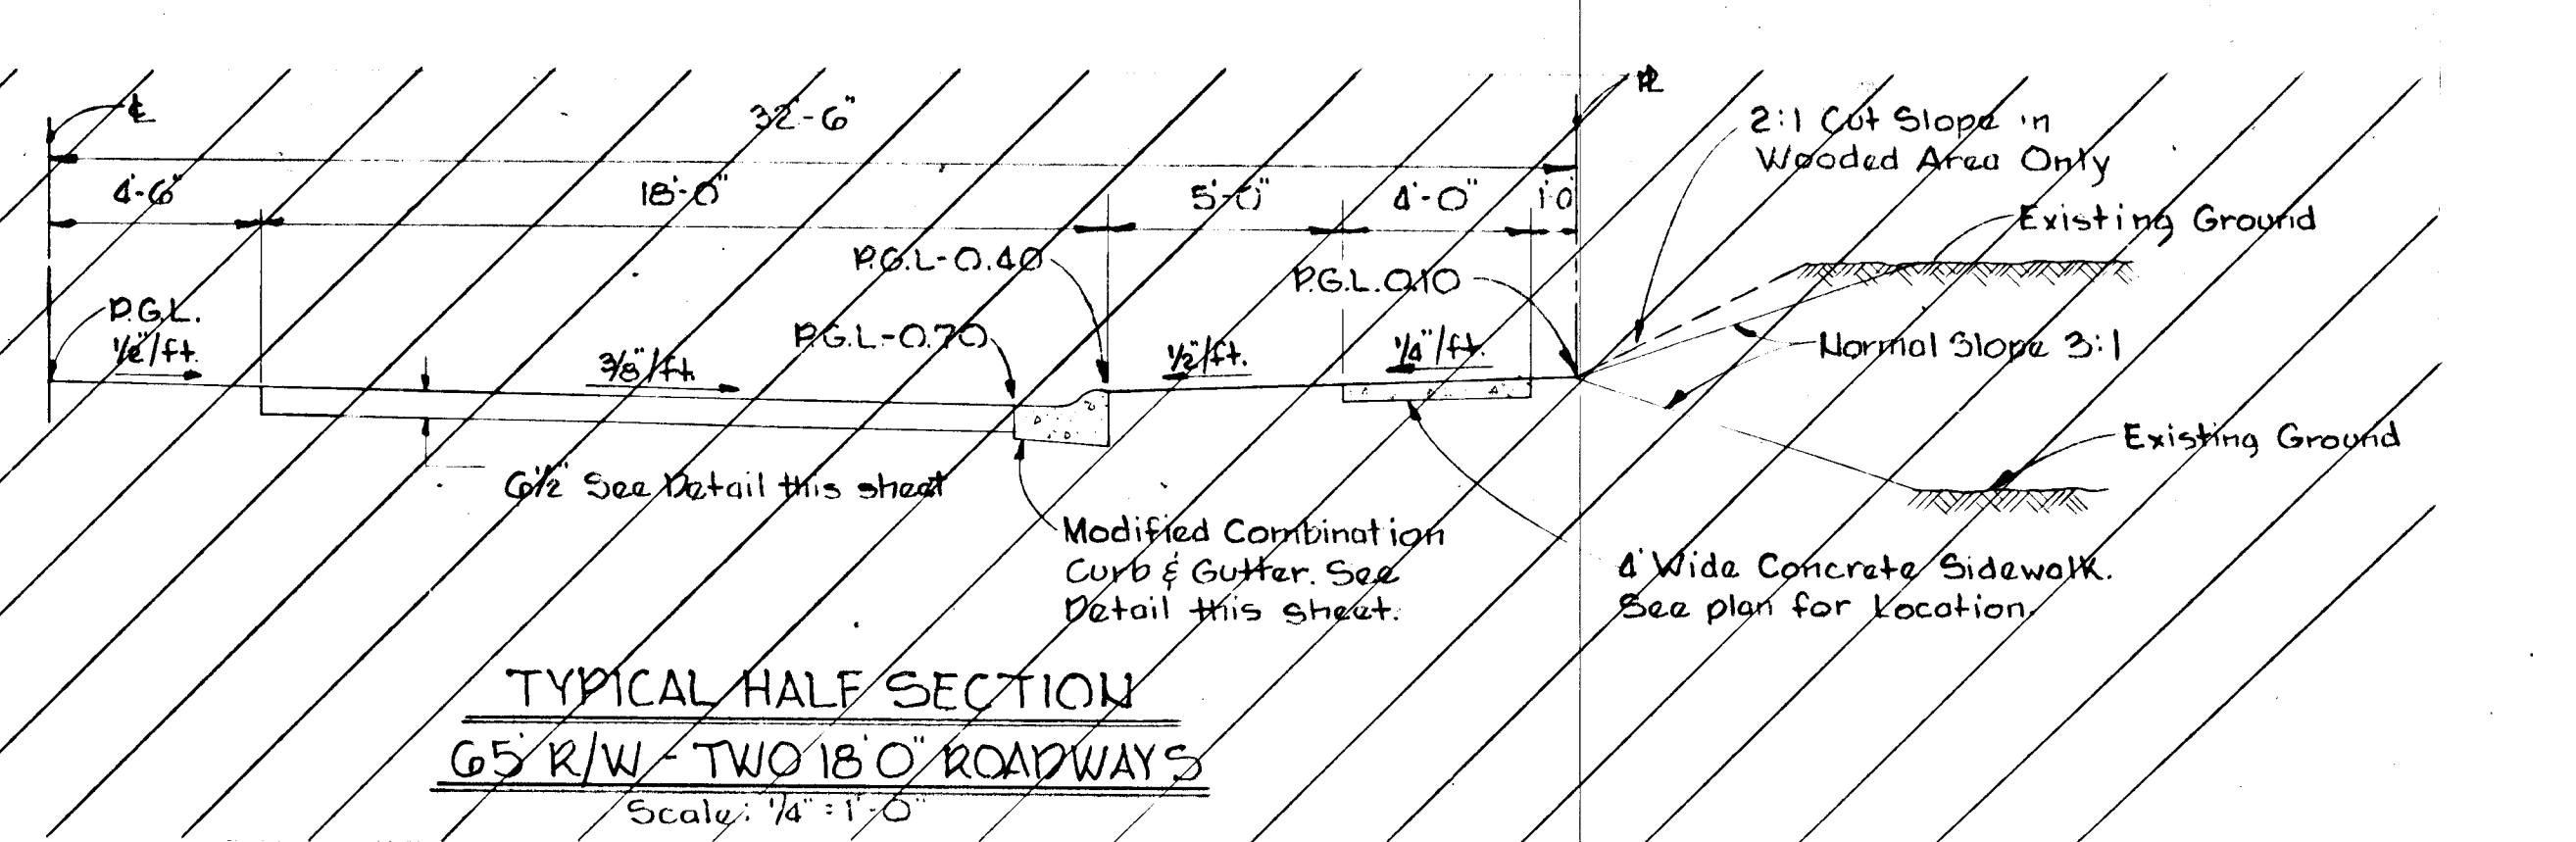 ℄
32'-6"
℞
4'-6"
18'-0"
5'-0"
4'-0"
1'-0"
2:1 Cut Slope in
Wooded Area Only
Existing Ground
P.G.L-0.40
P.G.L.0.10
P.G.L.
1/2"/ft.
3/8"/ft.
P.G.L-0.70
1/2"/ft.
1/4"/ft.
Normal Slope 3:1
Existing Ground
6½" See Detail this sheet
Modified Combination
Curb & Gutter. See
Detail this sheet.
4' Wide Concrete Sidewalk.
See plan for Location.
TYPICAL HALF SECTION
65' R/W - TWO 18'0" ROADWAYS
Scale: 1/4" = 1'-0"